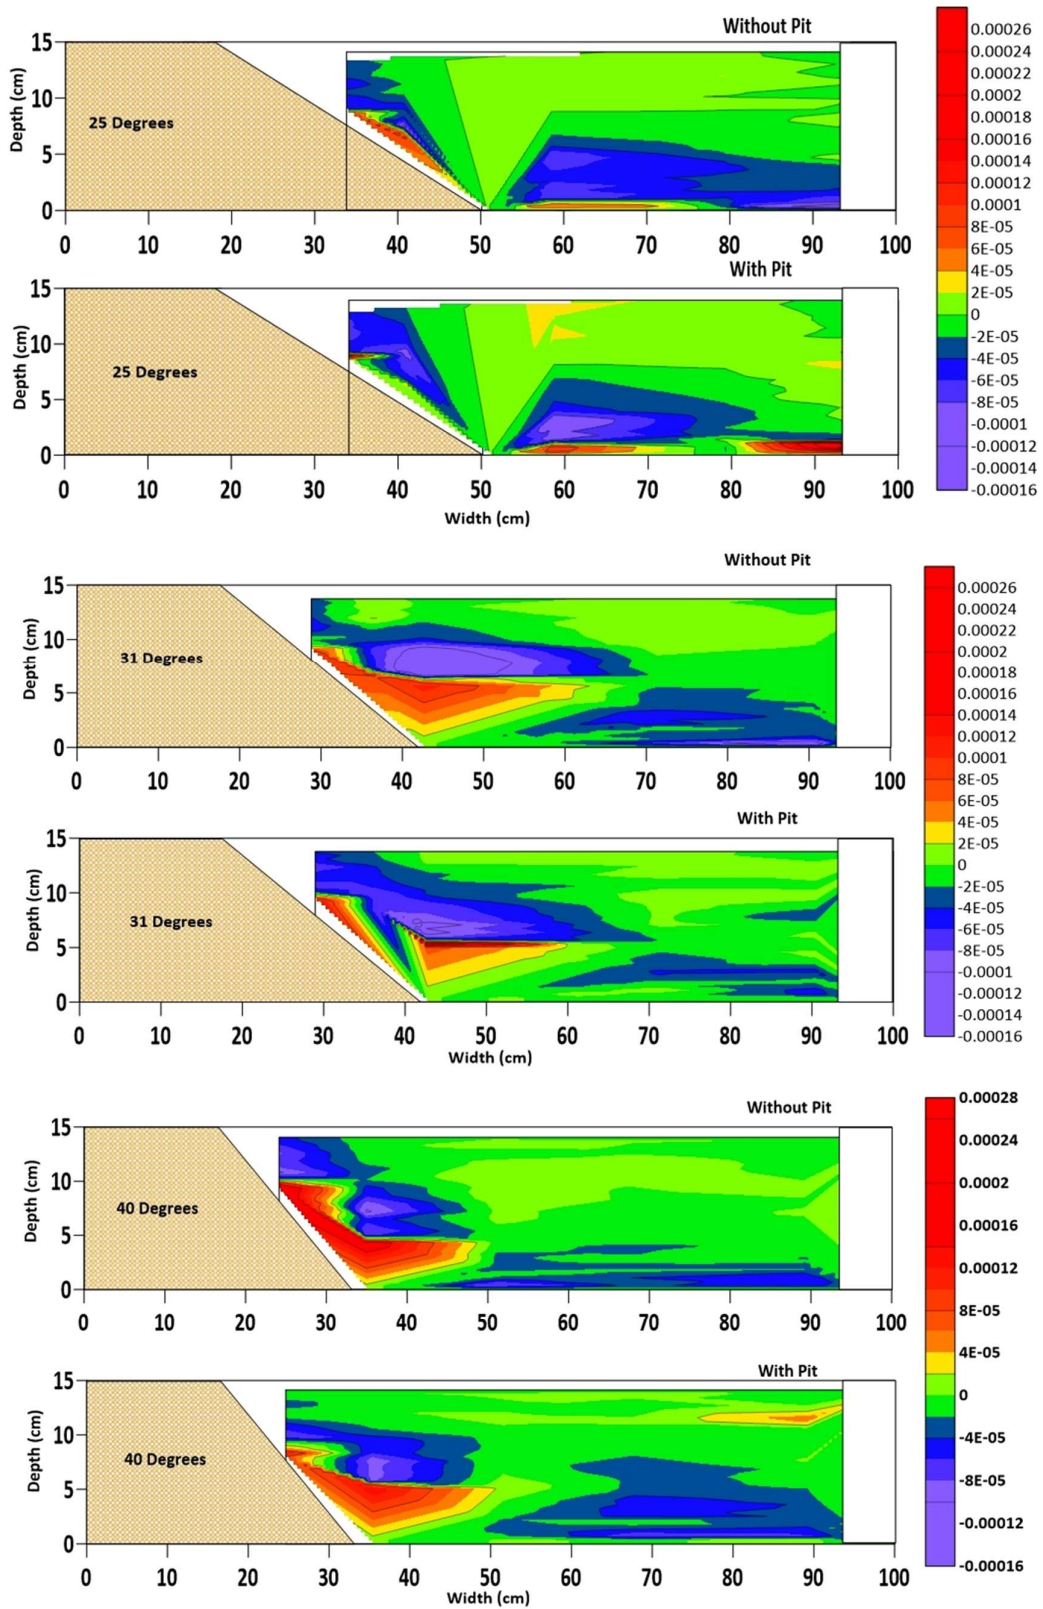 Without Pit
15
10
5
0
Depth (cm)
25 Degrees
0 10 20 30 40 50 60 70 80 90 100
With Pit
15
10
5
0
Depth (cm)
25 Degrees
0 10 20 30 40 50 60 70 80 90 100
Width (cm)
0.00026
0.00024
0.00022
0.0002
0.00018
0.00016
0.00014
0.00012
0.0001
8E-05
6E-05
4E-05
2E-05
0
-2E-05
-4E-05
-6E-05
-8E-05
-0.0001
-0.00012
-0.00014
-0.00016
Without Pit
15
10
5
0
Depth (cm)
31 Degrees
0 10 20 30 40 50 60 70 80 90 100
With Pit
15
10
5
0
Depth (cm)
31 Degrees
0 10 20 30 40 50 60 70 80 90 100
Width (cm)
0.00026
0.00024
0.00022
0.0002
0.00018
0.00016
0.00014
0.00012
0.0001
8E-05
6E-05
4E-05
2E-05
0
-2E-05
-4E-05
-6E-05
-8E-05
-0.0001
-0.00012
-0.00014
-0.00016
Without Pit
15
10
5
0
Depth (cm)
40 Degrees
0 10 20 30 40 50 60 70 80 90 100
With Pit
15
10
5
0
Depth (cm)
40 Degrees
0 10 20 30 40 50 60 70 80 90 100
Width (cm)
0.00028
0.00024
0.0002
0.00016
0.00012
8E-05
4E-05
0
-4E-05
-8E-05
-0.00012
-0.00016